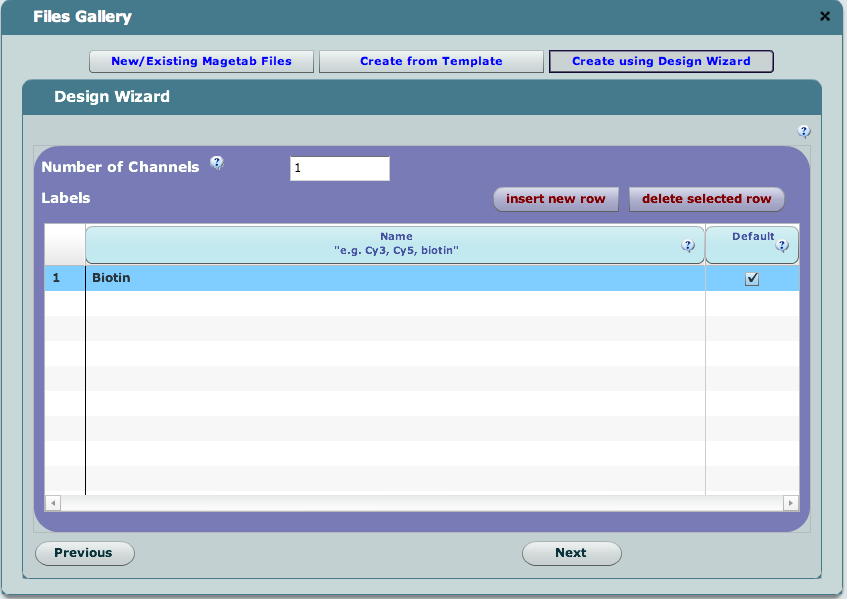 Files Gallery
New/Existing Magetab Files
Create from Template
Create using Design Wizard
Design Wizard
Number of Channels
1
Labels
insert new row
delete selected row
Name
"e.g. Cy3, Cy5, biotin"
Default
1
Biotin
Previous
Next